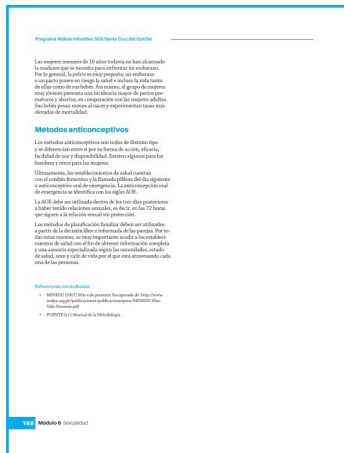 Programa Aldeas Infantiles SOS Santa Cruz del Quiché
Las mujeres menores de 16 años todavía no han alcanzado
la madurez que se necesita para enfrentar un embarazo.
Por lo general, la pelvis es muy pequeña; un embarazo
o un parto ponen en riesgo la salud e incluso la vida tanto
de ellas como de sus bebés. Así mismo, el grupo de mujeres
muy jóvenes presenta una incidencia mayor de partos pre-
maturos y abortos, en comparación con las mujeres adultas.
Sus bebés pesan menos al nacer y experimentan tasas más
elevadas de mortalidad.
Métodos anticonceptivos
Los métodos anticonceptivos son todos de distinto tipo
y se diferencian entre sí por su forma de acción, eficacia,
facilidad de uso y disponibilidad. Existen algunos para los
hombres y otros para las mujeres.
Últimamente, los establecimientos de salud cuentan
con el condón femenino y la llamada píldora del día siguiente
o anticonceptivo oral de emergencia. La anticoncepción oral
de emergencia se identifica con las siglas AOE.
La AOE debe ser utilizada dentro de los tres días posteriores
a haber tenido relaciones sexuales, es decir, en las 72 horas
que siguen a la relación sexual sin protección.
Los métodos de planificación familiar deben ser utilizados
a partir de la decisión libre e informada de las parejas. Por to-
das estas razones, es muy importante acudir a los estableci-
mientos de salud con el fin de obtener información completa
y una asesoría especializada según las necesidades, estado
de salud, sexo y ciclo de vida por el que está atravesando cada
una de las personas.
Referencias consultadas
• MINEDU (2007) Mas vale prevenir. Recuperado de: http://www.
Vale-Prevenir.pdf
• PUENTE (s.f.) Manual de la Metodología.
168 Módulo 6 Sexualidad